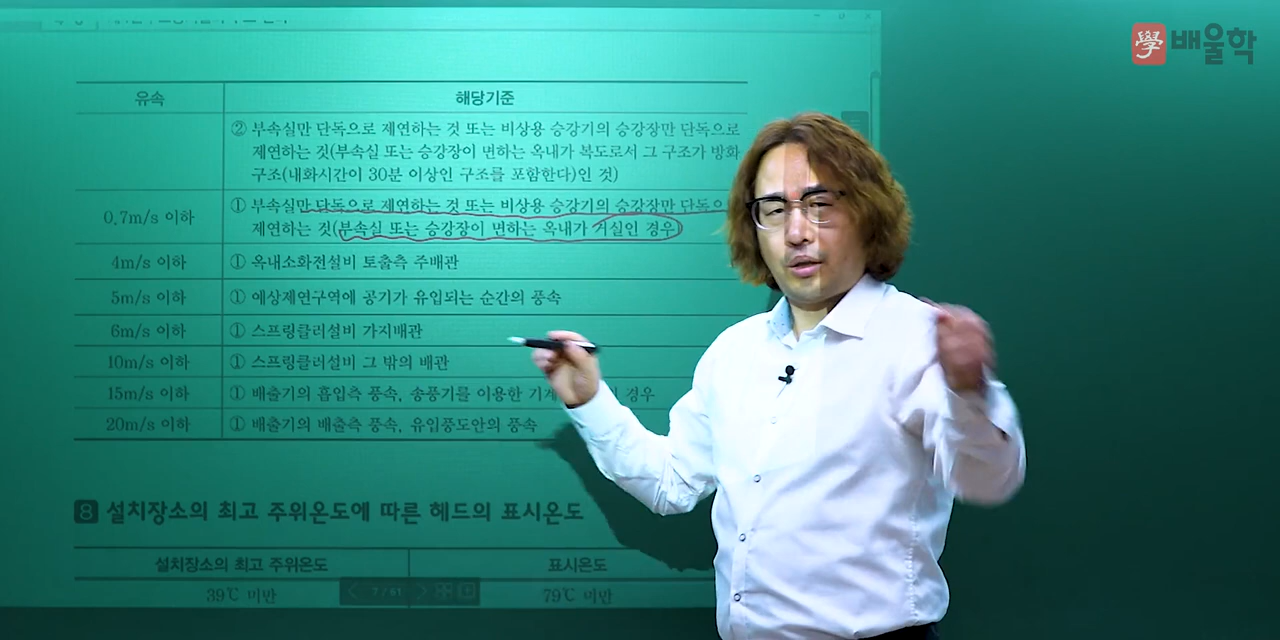 學 배울학
유속 해당기준
② 부속실만 단독으로 제연하는 것 또는 비상용 승강기의 승강장만 단독으로
제연하는 것(부속실 또는 승강장이 면하는 옥내가 복도로서 그 구조가 방화
구조(내화시간이 30분 이상인 구조를 포함한다)인 것)
0.7m/s 이하 ① 부속실만 단독으로 제연하는 것 또는 비상용 승강기의 승강장만 단독으
제연하는 것(부속실 또는 승강장이 면하는 옥내가 거실인 경우)
4m/s 이하 ① 옥내소화전설비 토출측 주배관
5m/s 이하 ① 예상제연구역에 공기가 유입되는 순간의 풍속
6m/s 이하 ① 스프링클러설비 가지배관
10m/s 이하 ① 스프링클러설비 그 밖의 배관
15m/s 이하 ① 배출기의 흡입측 풍속, 송풍기를 이용한 기계 경우
20m/s 이하 ① 배출기의 배출측 풍속, 유입풍도안의 풍속
8 설치장소의 최고 주위온도에 따른 헤드의 표시온도
설치장소의 최고 주위온도 표시온도
39℃ 미만 79℃ 미만
7 / 61